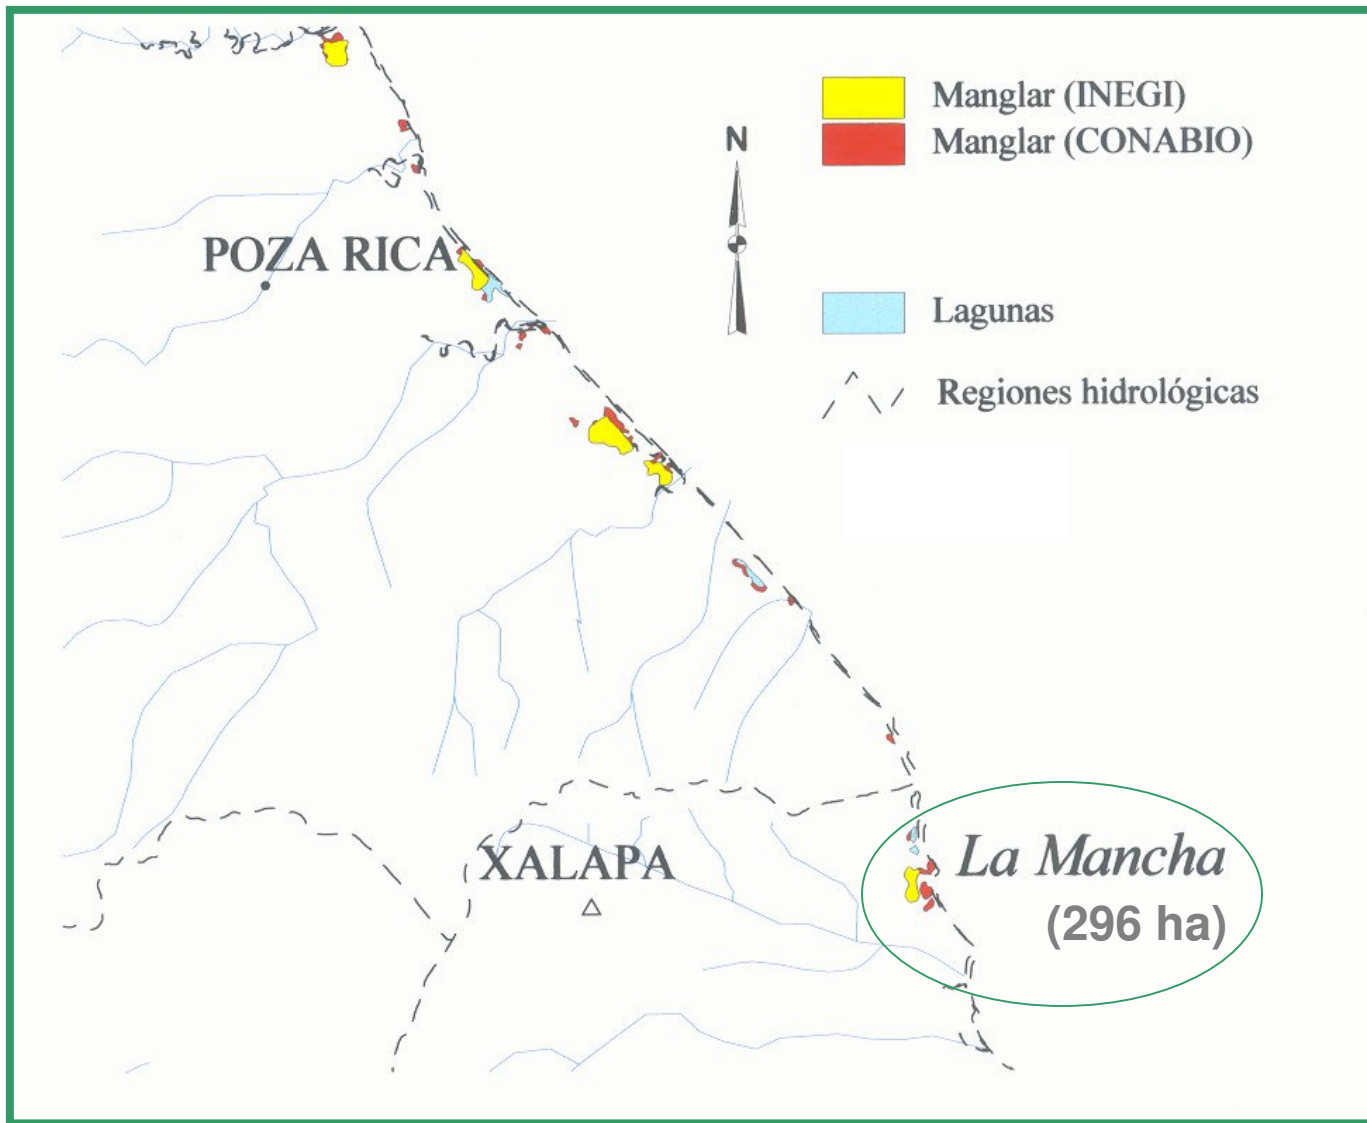 Manglar (INEGI)
Manglar (CONABIO)
N
Lagunas
Regiones hidrológicas
POZA RICA
XALAPA
La Mancha
(296 ha)